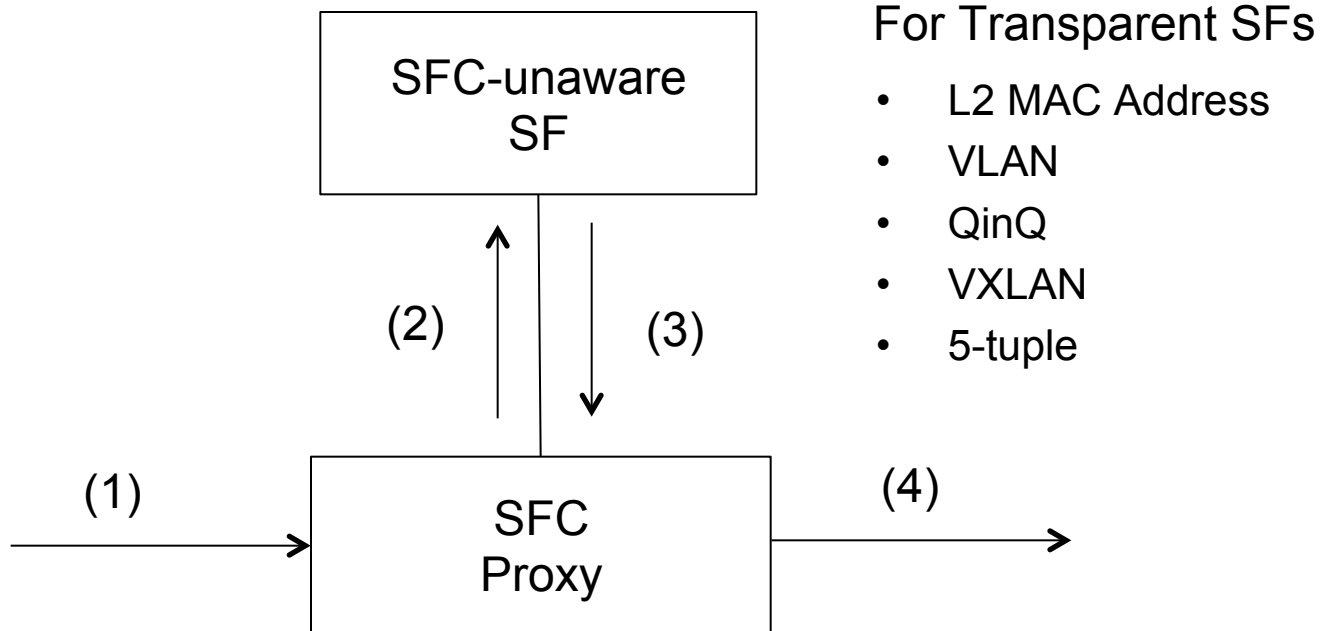 For Transparent SFs
SFC-unaware
SF
• L2 MAC Address
• VLAN
• QinQ
• VXLAN
• 5-tuple
(2)
(3)
(1)
(4)
SFC
Proxy